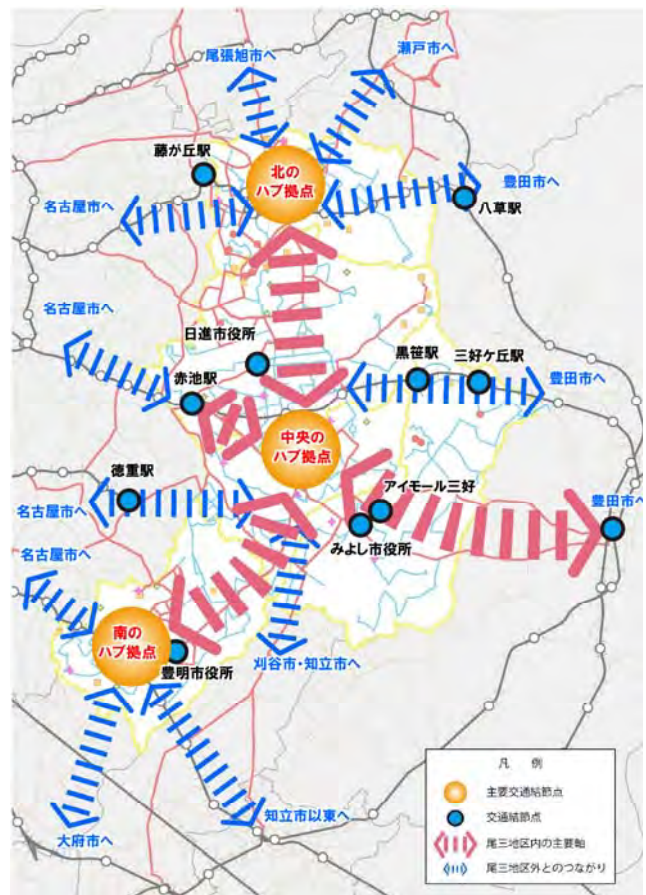 尾張旭市へ
瀬戸市へ
藤が丘駅
北の
ハブ拠点
豊田市へ
名古屋市へ
八草駅
日進市役所
名古屋市へ
赤池駅
黒笹駅
三好ケ丘駅
豊田市へ
中央の
ハブ拠点
徳重駅
アイモール三好
名古屋市へ
みよし市役所
豊田市へ
名古屋市へ
南の
ハブ拠点
豊明市役所
刈谷市・知立市へ
大府市へ
知立市以東へ
凡 例
主要交通結節点
交通結節点
尾三地区内の主要軸
尾三地区外とのつながり